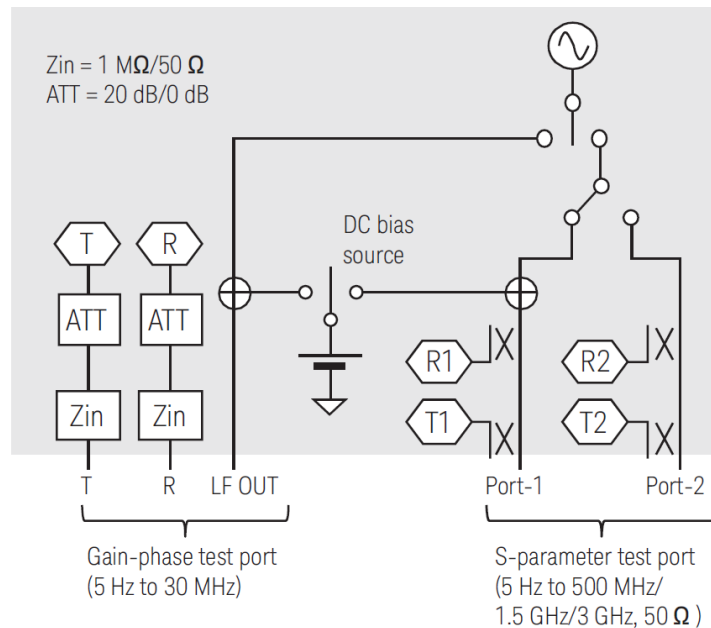 Zin = 1 MΩ/50 Ω
ATT = 20 dB/0 dB
DC bias
source
T
R
ATT
ATT
Zin
Zin
R1
R2
T1
T2
T
R
LF OUT
Port-1
Port-2
Gain-phase test port
(5 Hz to 30 MHz)
S-parameter test port
(5 Hz to 500 MHz/
1.5 GHz/3 GHz, 50 Ω )